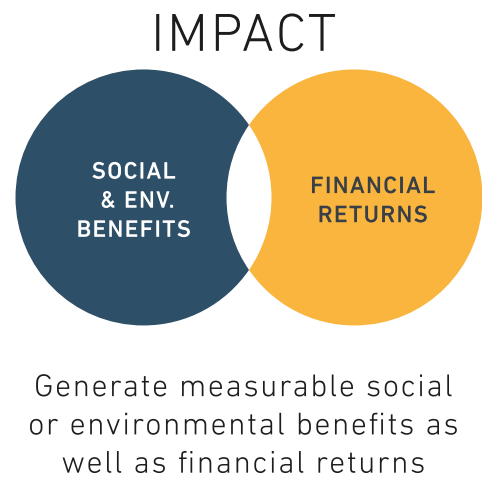 IMPACT
SOCIAL
& ENV.
BENEFITS
FINANCIAL
RETURNS
Generate measurable social
or environmental benefits as
well as financial returns